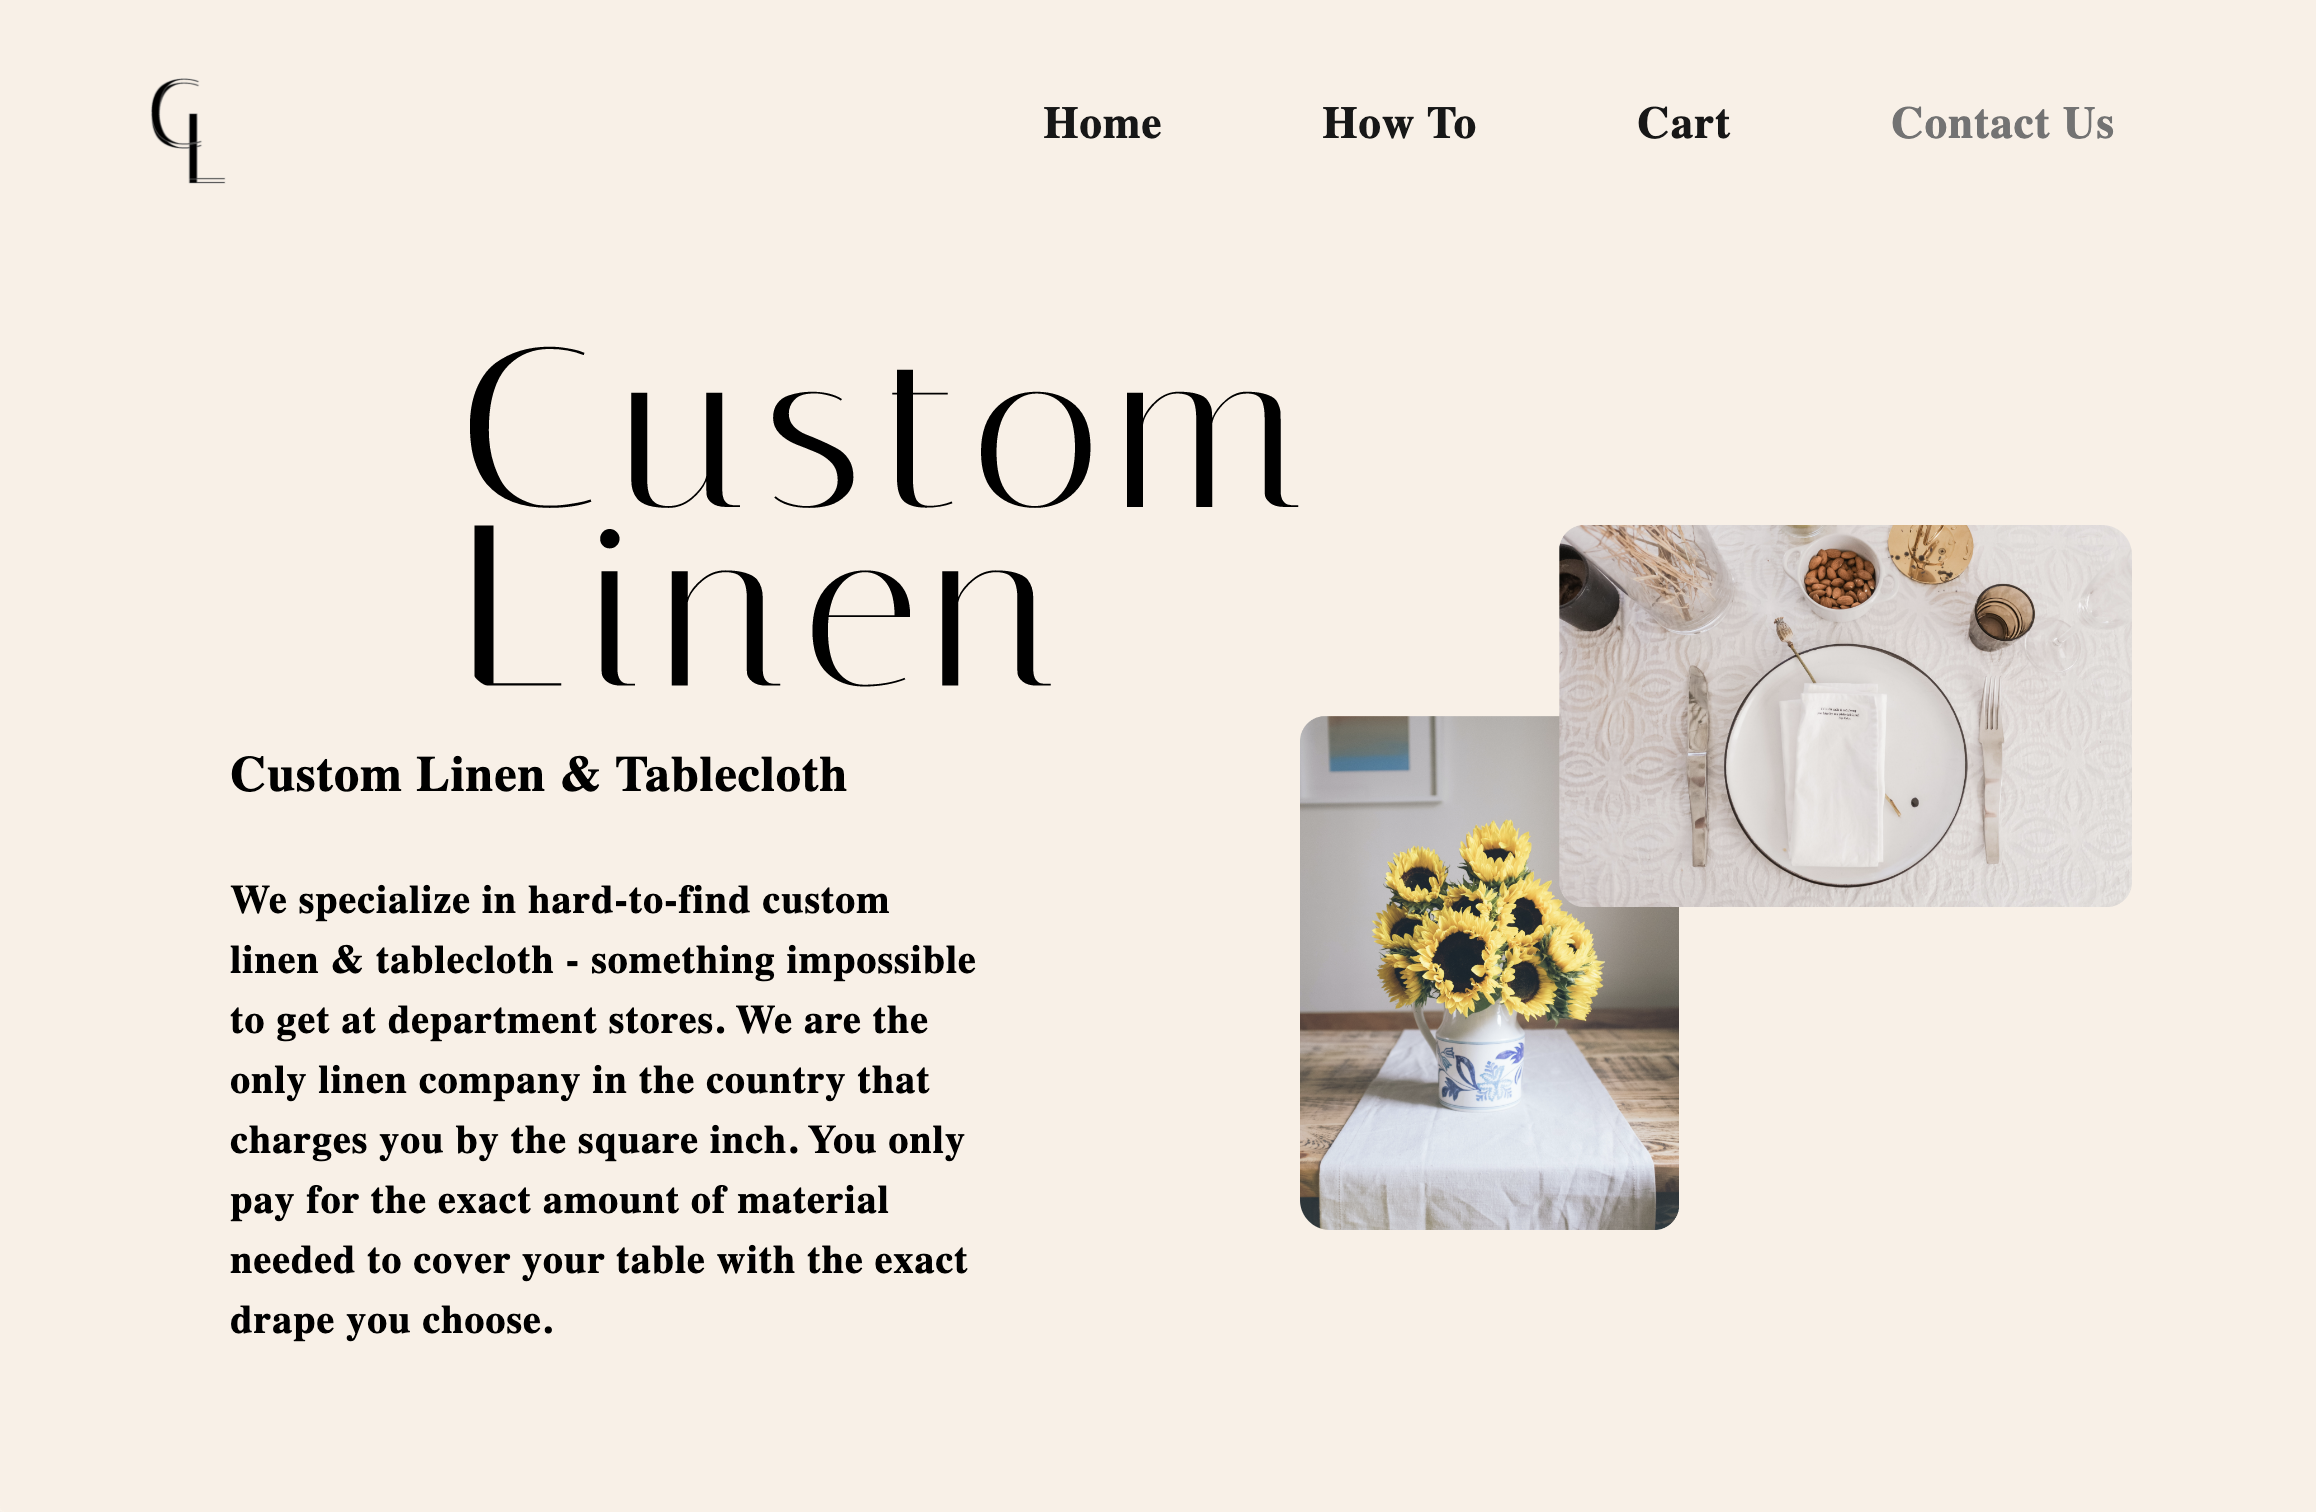 CL
Home How To Cart Contact Us
Custom
Linen
Custom Linen & Tablecloth
We specialize in hard-to-find custom
linen & tablecloth - something impossible
to get at department stores. We are the
only linen company in the country that
charges you by the square inch. You only
pay for the exact amount of material
needed to cover your table with the exact
drape you choose.